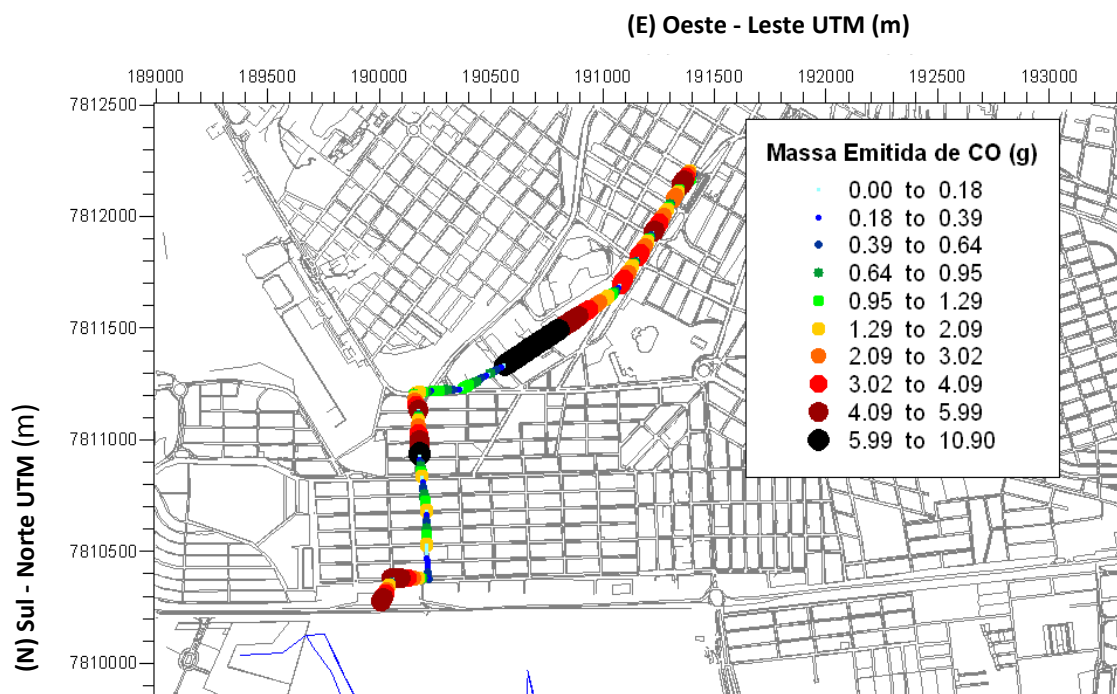 (E) Oeste - Leste UTM (m)
189000 189500 190000 190500 191000 191500 192000 192500 193000
7812500
Massa Emitida de CO (g)
0.00 to 0.18
7812000
0.18 to 0.39
0.39 to 0.64
0.64 to 0.95
0.95 to 1.29
7811500
1.29 to 2.09
2.09 to 3.02
3.02 to 4.09
4.09 to 5.99
7811000
5.99 to 10.90
7810500
7810000
(N) Sul - Norte UTM (m)